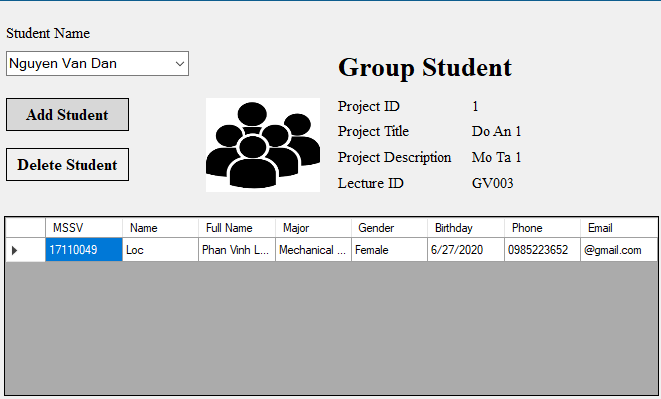 Student Name
Nguyen Van Dan
Add Student
Delete Student
Group Student
Project ID 1
Project Title Do An 1
Project Description Mo Ta 1
Lecture ID GV003
MSSV Name Full Name Major Gender Birthday Phone Email
17110049 Loc Phan Vinh L... Mechanical ... Female 6/27/2020 0985223652 @gmail.com